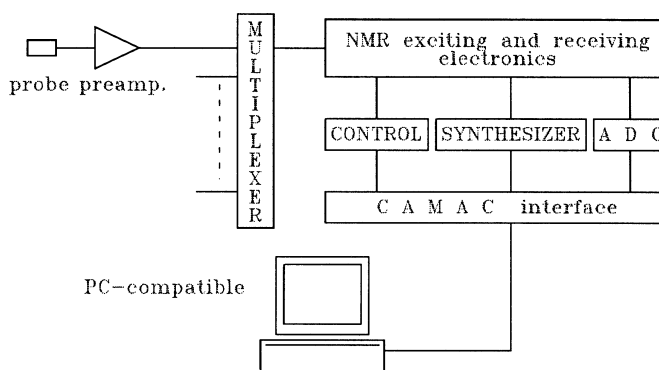 probe preamp.
MULTIPLEXER
NMR exciting and receiving
electronics
CONTROL
SYNTHESIZER
A D C
C A M A C interface
PC-compatible